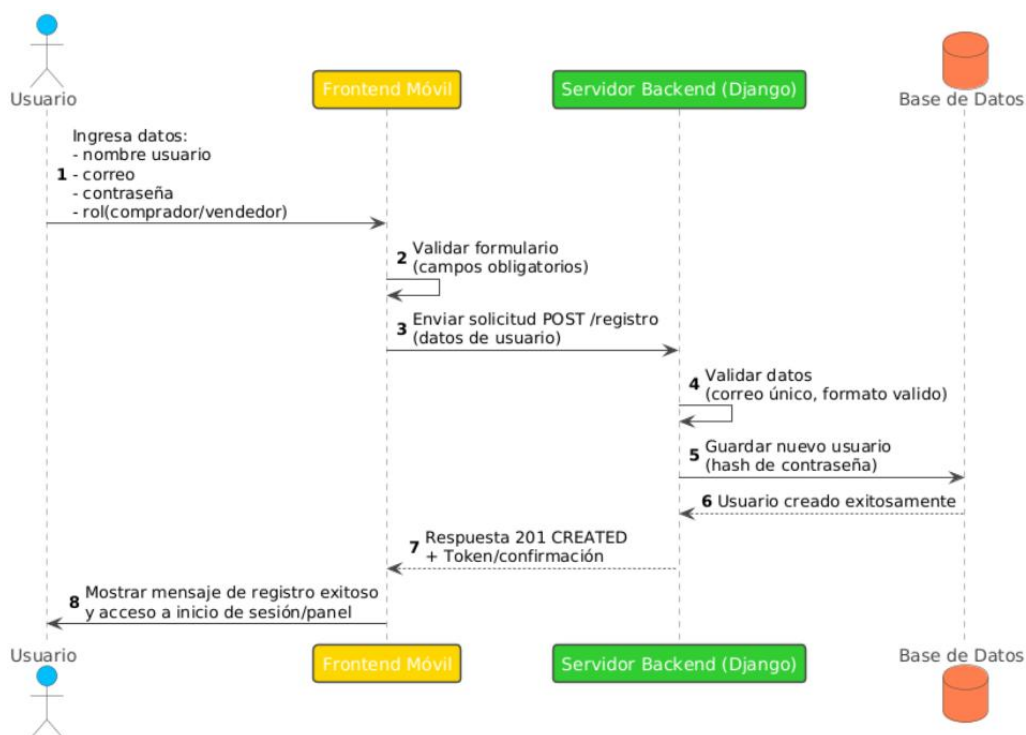 Usuario
Frontend Móvil
Servidor Backend (Django)
Base de Datos
Ingresa datos:
- nombre usuario
1 - correo
- contraseña
- rol(comprador/vendedor)
2 Validar formulario
(campos obligatorios)
3 Enviar solicitud POST /registro
(datos de usuario)
4 Validar datos
(correo único, formato valido)
5 Guardar nuevo usuario
(hash de contraseña)
6 Usuario creado exitosamente
7 Respuesta 201 CREATED
+ Token/confirmación
8 Mostrar mensaje de registro exitoso
y acceso a inicio de sesión/panel
Usuario
Frontend Móvil
Servidor Backend (Django)
Base de Datos